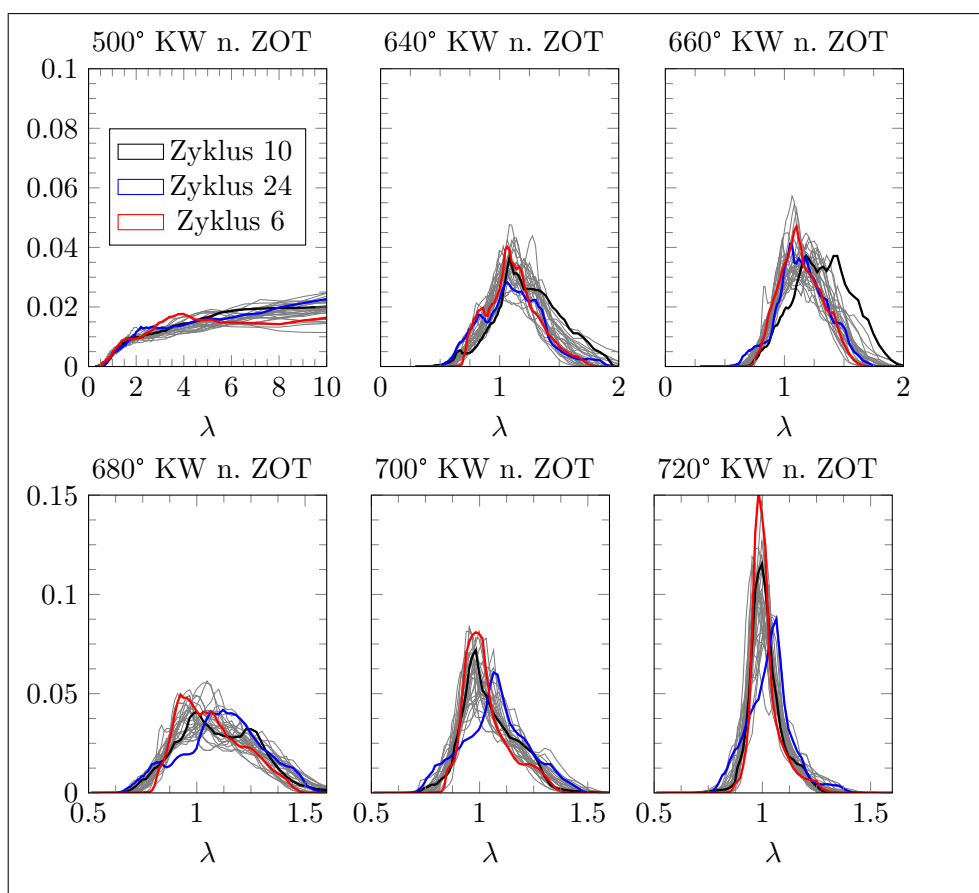 500° KW n. ZOT
640° KW n. ZOT
660° KW n. ZOT
0.1
0.08
0.06
0.04
0.02
0
Zyklus 10
Zyklus 24
Zyklus 6
0 2 4 6 8 10
0 1 2
0 1 2
λ
λ
λ
680° KW n. ZOT
700° KW n. ZOT
720° KW n. ZOT
0.15
0.1
0.05
0
0.5 1 1.5
0.5 1 1.5
0.5 1 1.5
λ
λ
λ